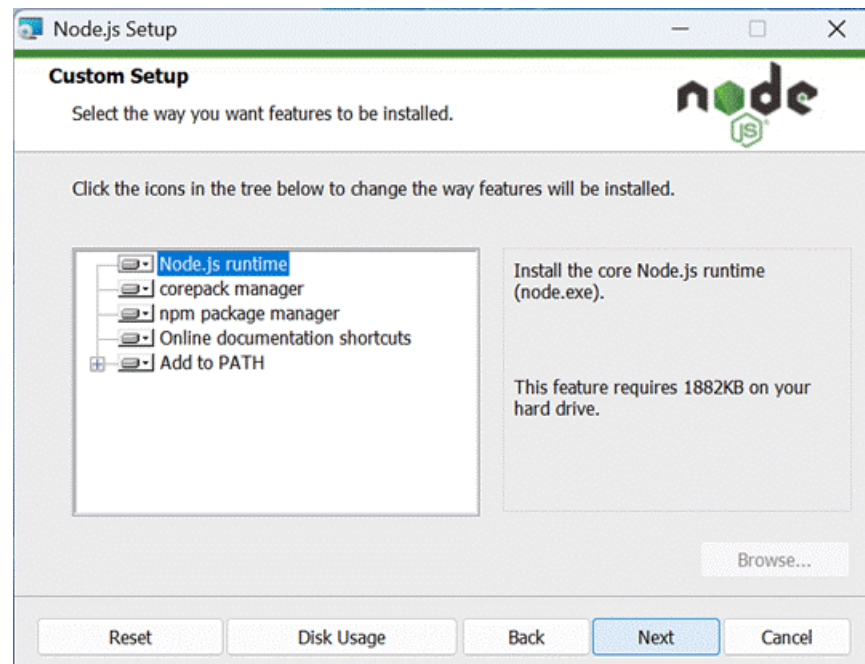 Node.js Setup
Custom Setup
Select the way you want features to be installed.
node
JS
Click the icons in the tree below to change the way features will be installed.
Node.js runtime
corepack manager
npm package manager
Online documentation shortcuts
Add to PATH
Install the core Node.js runtime
(node.exe).
This feature requires 1882KB on your
hard drive.
Browse...
Reset
Disk Usage
Back
Next
Cancel